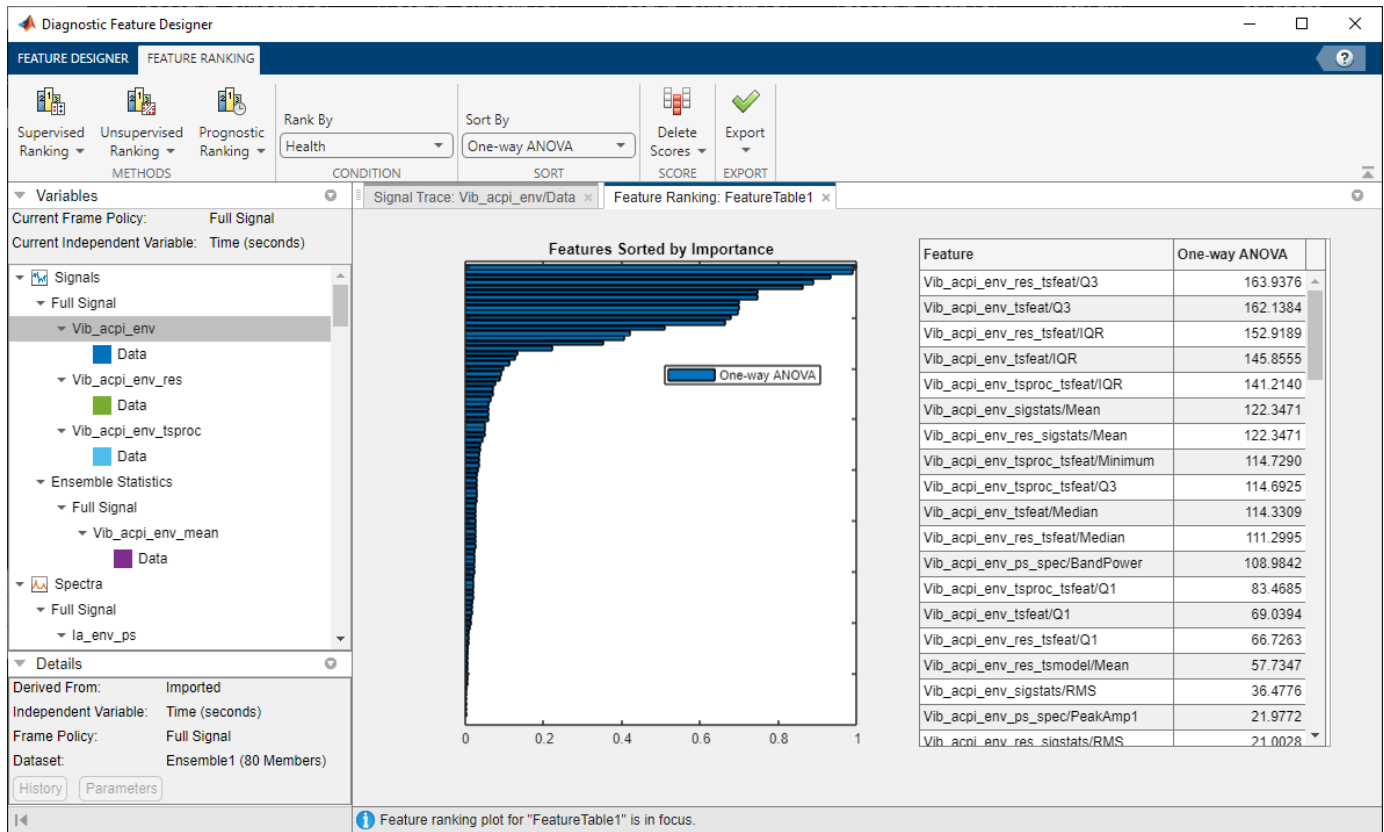 Diagnostic Feature Designer
FEATURE DESIGNER FEATURE RANKING
?
Supervised Ranking
Unsupervised Ranking
Prognostic Ranking
METHODS
Rank By
Health
CONDITION
Sort By
One-way ANOVA
SORT
Delete Scores
SCORE
Export
EXPORT
Variables
Current Frame Policy: Full Signal
Current Independent Variable: Time (seconds)
Signals
Full Signal
Vib_acpi_env
Data
Vib_acpi_env_res
Data
Vib_acpi_env_tsproc
Data
Ensemble Statistics
Full Signal
Vib_acpi_env_mean
Data
Spectra
Full Signal
Ia_env_ps
Details
Derived From: Imported
Independent Variable: Time (seconds)
Frame Policy: Full Signal
Dataset: Ensemble1 (80 Members)
History Parameters
Signal Trace: Vib_acpi_env/Data × Feature Ranking: FeatureTable1 ×
Features Sorted by Importance
One-way ANOVA
0 0.2 0.4 0.6 0.8 1
Feature One-way ANOVA
Vib_acpi_env_res_tsfeat/Q3 163.9376
Vib_acpi_env_tsfeat/Q3 162.1384
Vib_acpi_env_res_tsfeat/IQR 152.9189
Vib_acpi_env_tsfeat/IQR 145.8555
Vib_acpi_env_tsproc_tsfeat/IQR 141.2140
Vib_acpi_env_sigstats/Mean 122.3471
Vib_acpi_env_res_sigstats/Mean 122.3471
Vib_acpi_env_tsproc_tsfeat/Minimum 114.7290
Vib_acpi_env_tsproc_tsfeat/Q3 114.6925
Vib_acpi_env_tsfeat/Median 114.3309
Vib_acpi_env_res_tsfeat/Median 111.2995
Vib_acpi_env_ps_spec/BandPower 108.9842
Vib_acpi_env_tsproc_tsfeat/Q1 83.4685
Vib_acpi_env_tsfeat/Q1 69.0394
Vib_acpi_env_res_tsfeat/Q1 66.7263
Vib_acpi_env_res_tsmodel/Mean 57.7347
Vib_acpi_env_sigstats/RMS 36.4776
Vib_acpi_env_ps_spec/PeakAmp1 21.9772
Vib_acpi_env_res_sigstats/RMS 21.0028
Feature ranking plot for "FeatureTable1" is in focus.